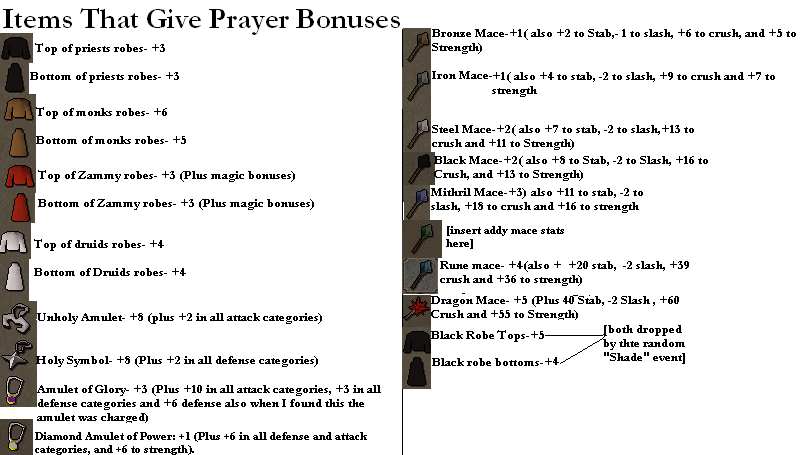 Items That Give Prayer Bonuses
Top of priests robes- +3
Bottom of priests robes- +3
Top of monks robes- +6
Bottom of monks robes- +5
Top of Zammy robes- +3 (Plus magic bonuses)
Bottom of Zammy robes- +3 (Plus magic bonuses)
Top of druids robes- +4
Bottom of Druids robes- +4
Unholy Amulet- +8 (plus +2 in all attack categories)
Holy Symbol- +8 (Plus +2 in all defense categories)
Amulet of Glory- +3 (Plus +10 in all attack categories, +3 in all
defense categories and +6 defense also when I found this the
amulet was charged)
Diamond Amulet of Power: +1 (Plus +6 in all defense and attack
categories, and +6 to strength).
Bronze Mace-+1( also +2 to Stab,- 1 to slash, +6 to crush, and +5 to
Strength)
Iron Mace-+1( also +4 to stab, -2 to slash, +9 to crush and +7 to
strength
Steel Mace-+2( also +7 to stab, -2 to slash,+13 to
crush and +11 to Strength)
Black Mace-+2( also +8 to Stab, -2 to Slash, +16 to
Crush, and +13 to Strength)
Mithril Mace-+3) also +11 to stab, -2 to
slash, +18 to crush and +16 to strength
[insert addy mace stats
here]
Rune mace- +4(also + +20 stab, -2 slash, +39
crush and +36 to strength)
Dragon Mace- +5 (Plus 40 Stab, -2 Slash , +60
Crush and +55 to Strength)
Black Robe Tops-+5
Black robe bottoms-+4
[both dropped
by thte random
"Shade" event]